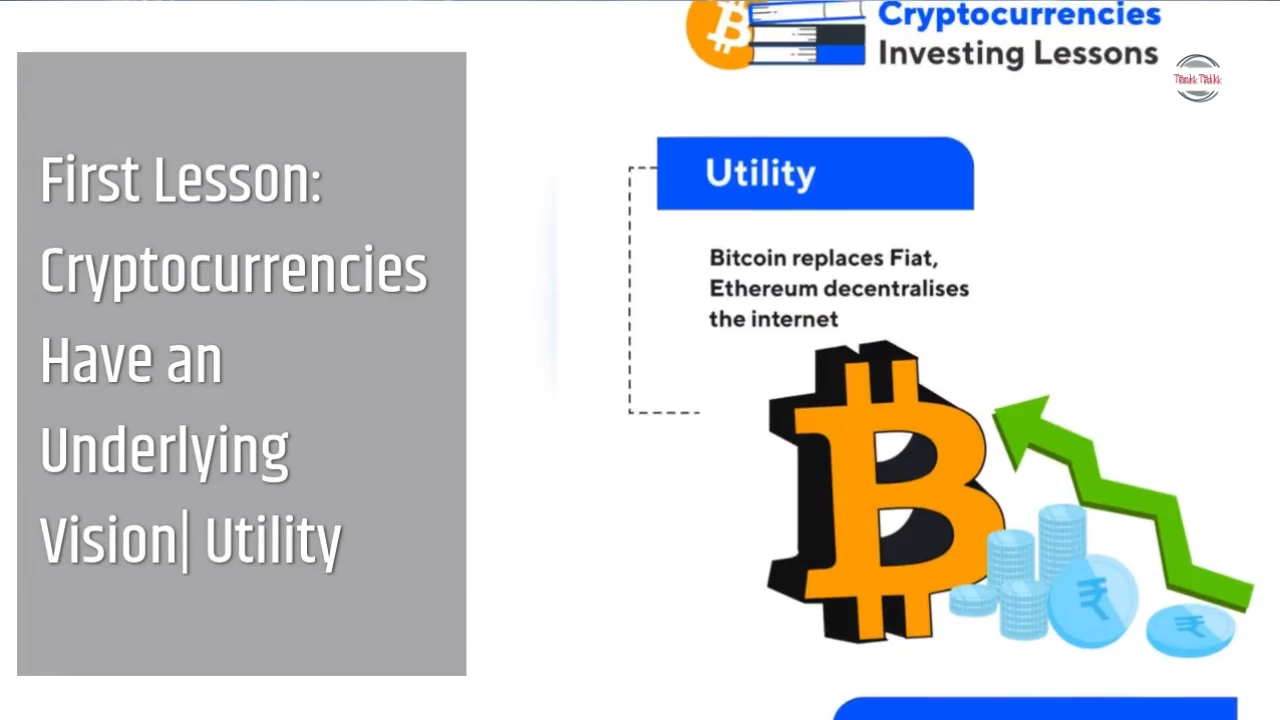 First Lesson:
Cryptocurrencies
Have an
Underlying
Vision| Utility
Cryptocurrencies
Investing Lessons
Utility
Bitcoin replaces Fiat,
Ethereum decentralises
the internet
₹
₹